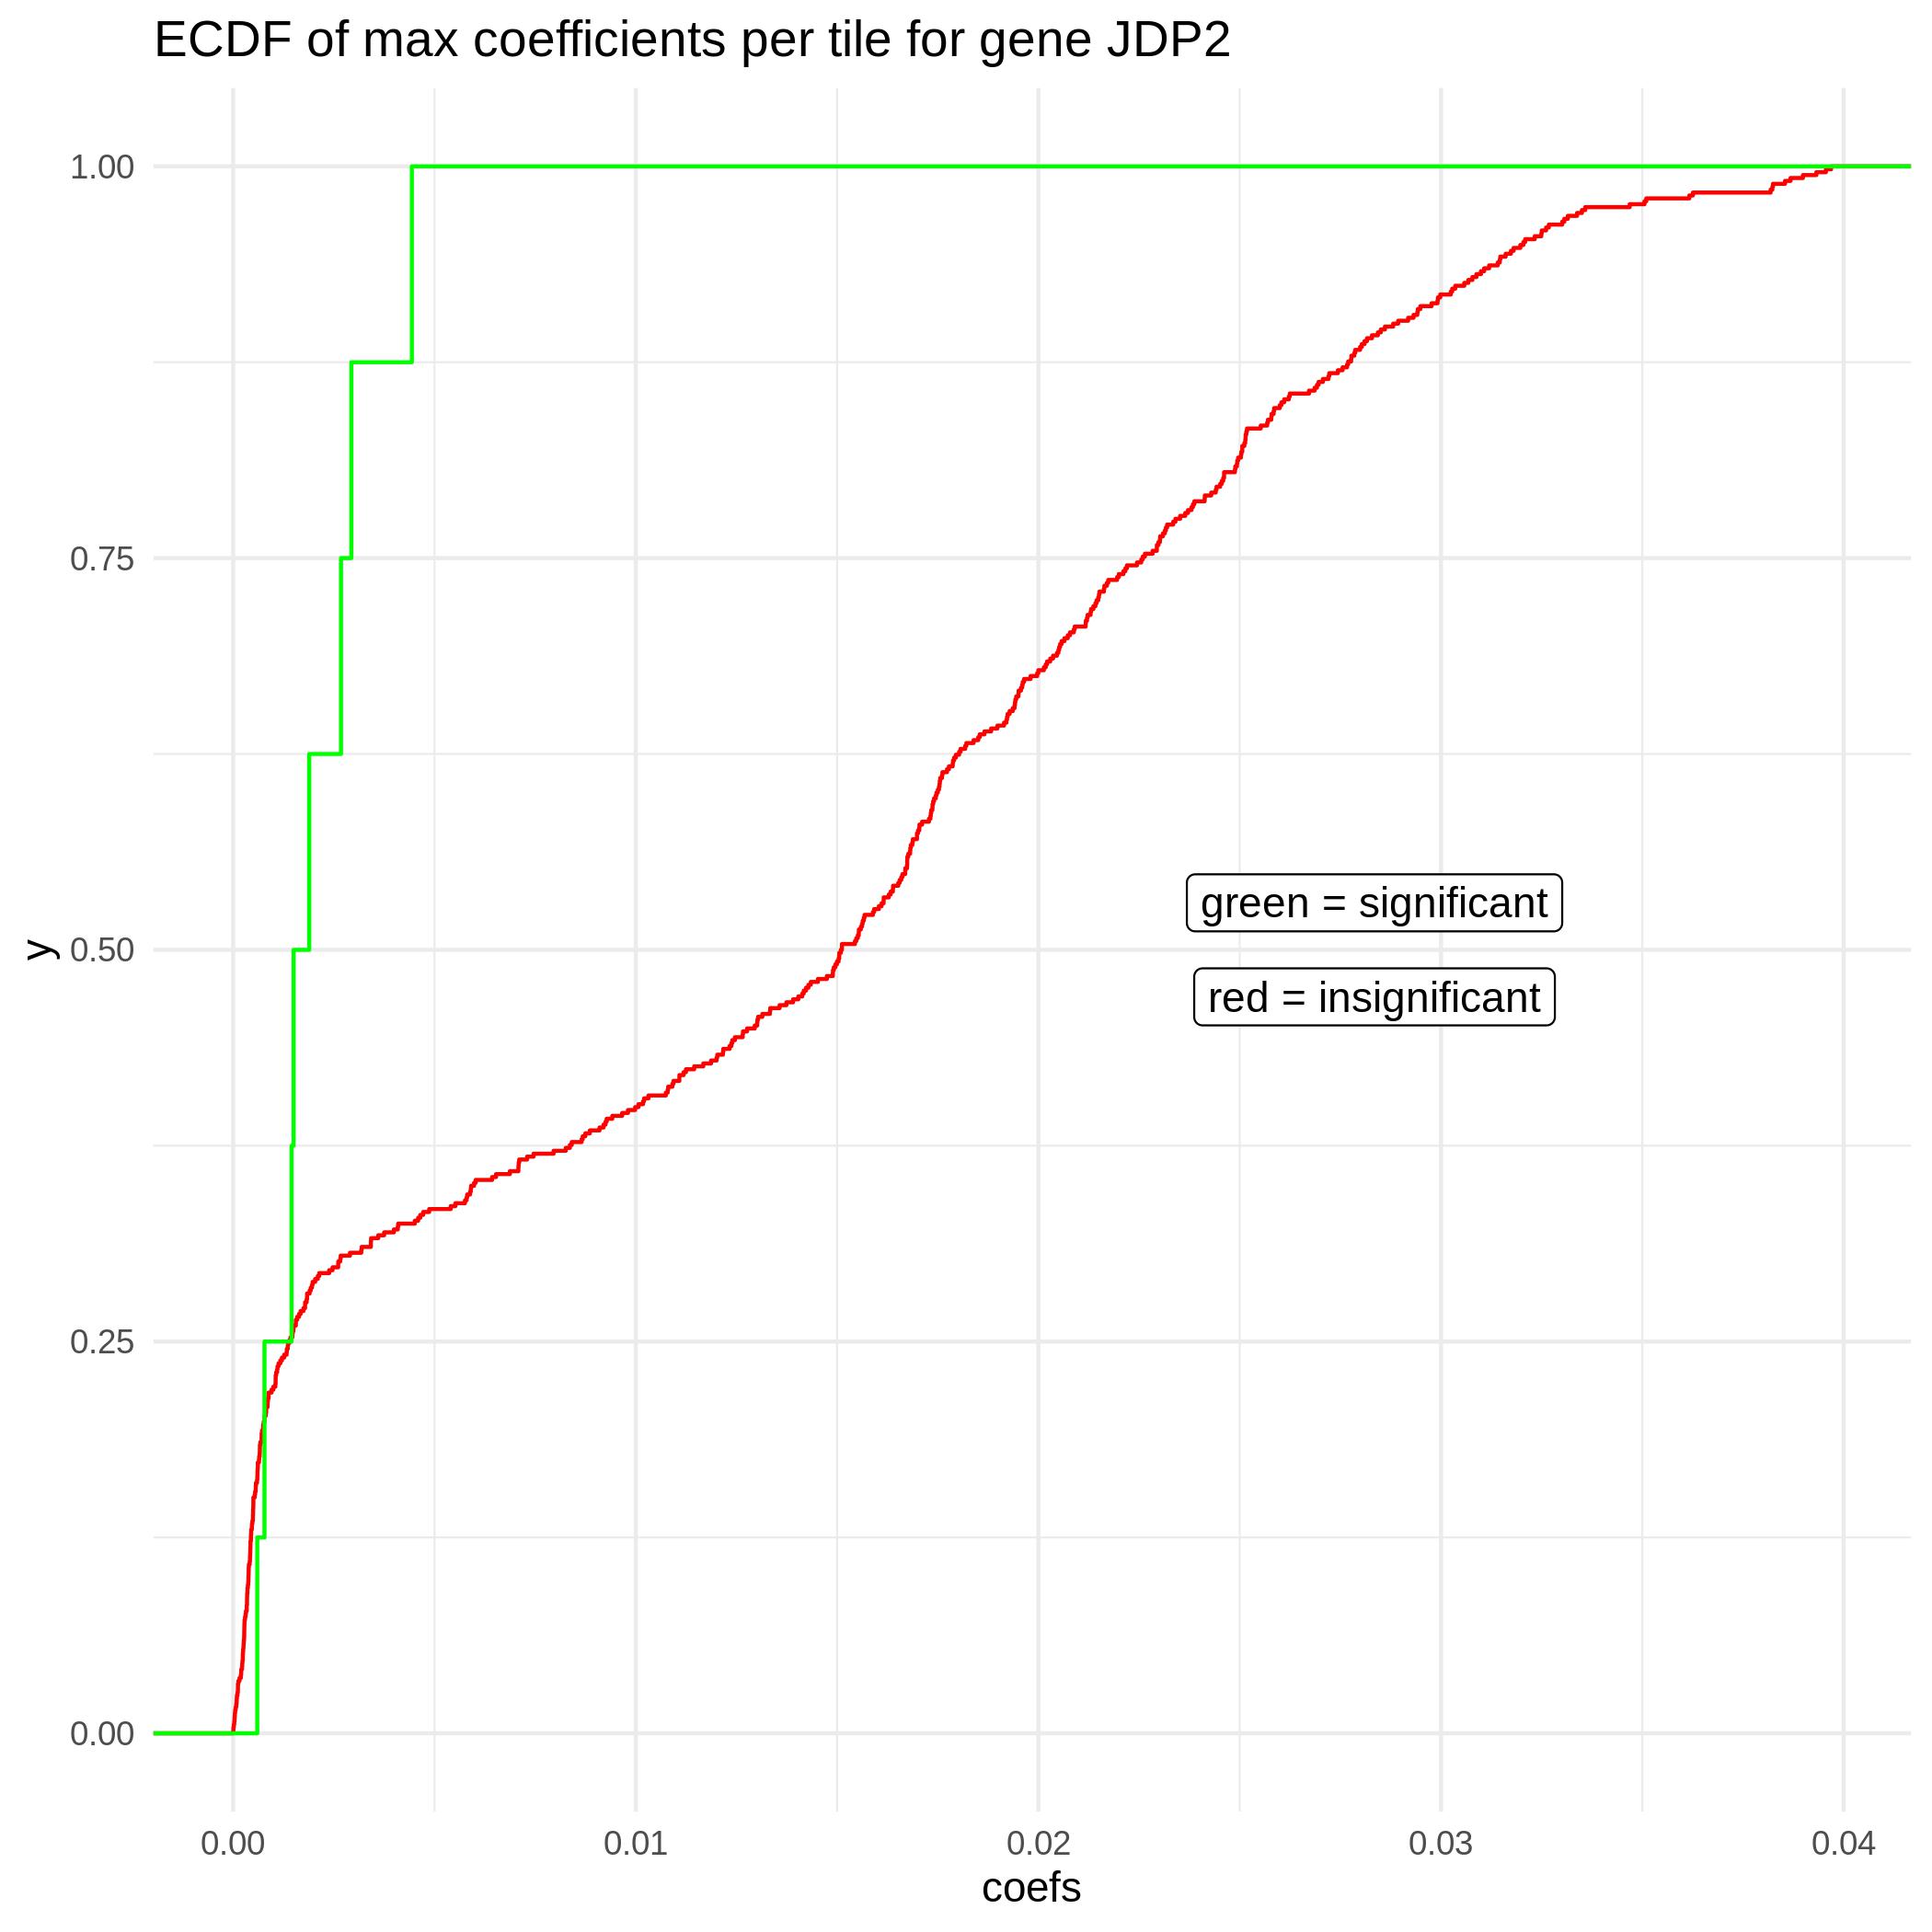 ECDF of max coefficients per tile for gene JDP2
1.00
0.75
0.50
0.25
0.00
y
green = significant
red = insignificant
0.00 0.01 0.02 0.03 0.04
coefs